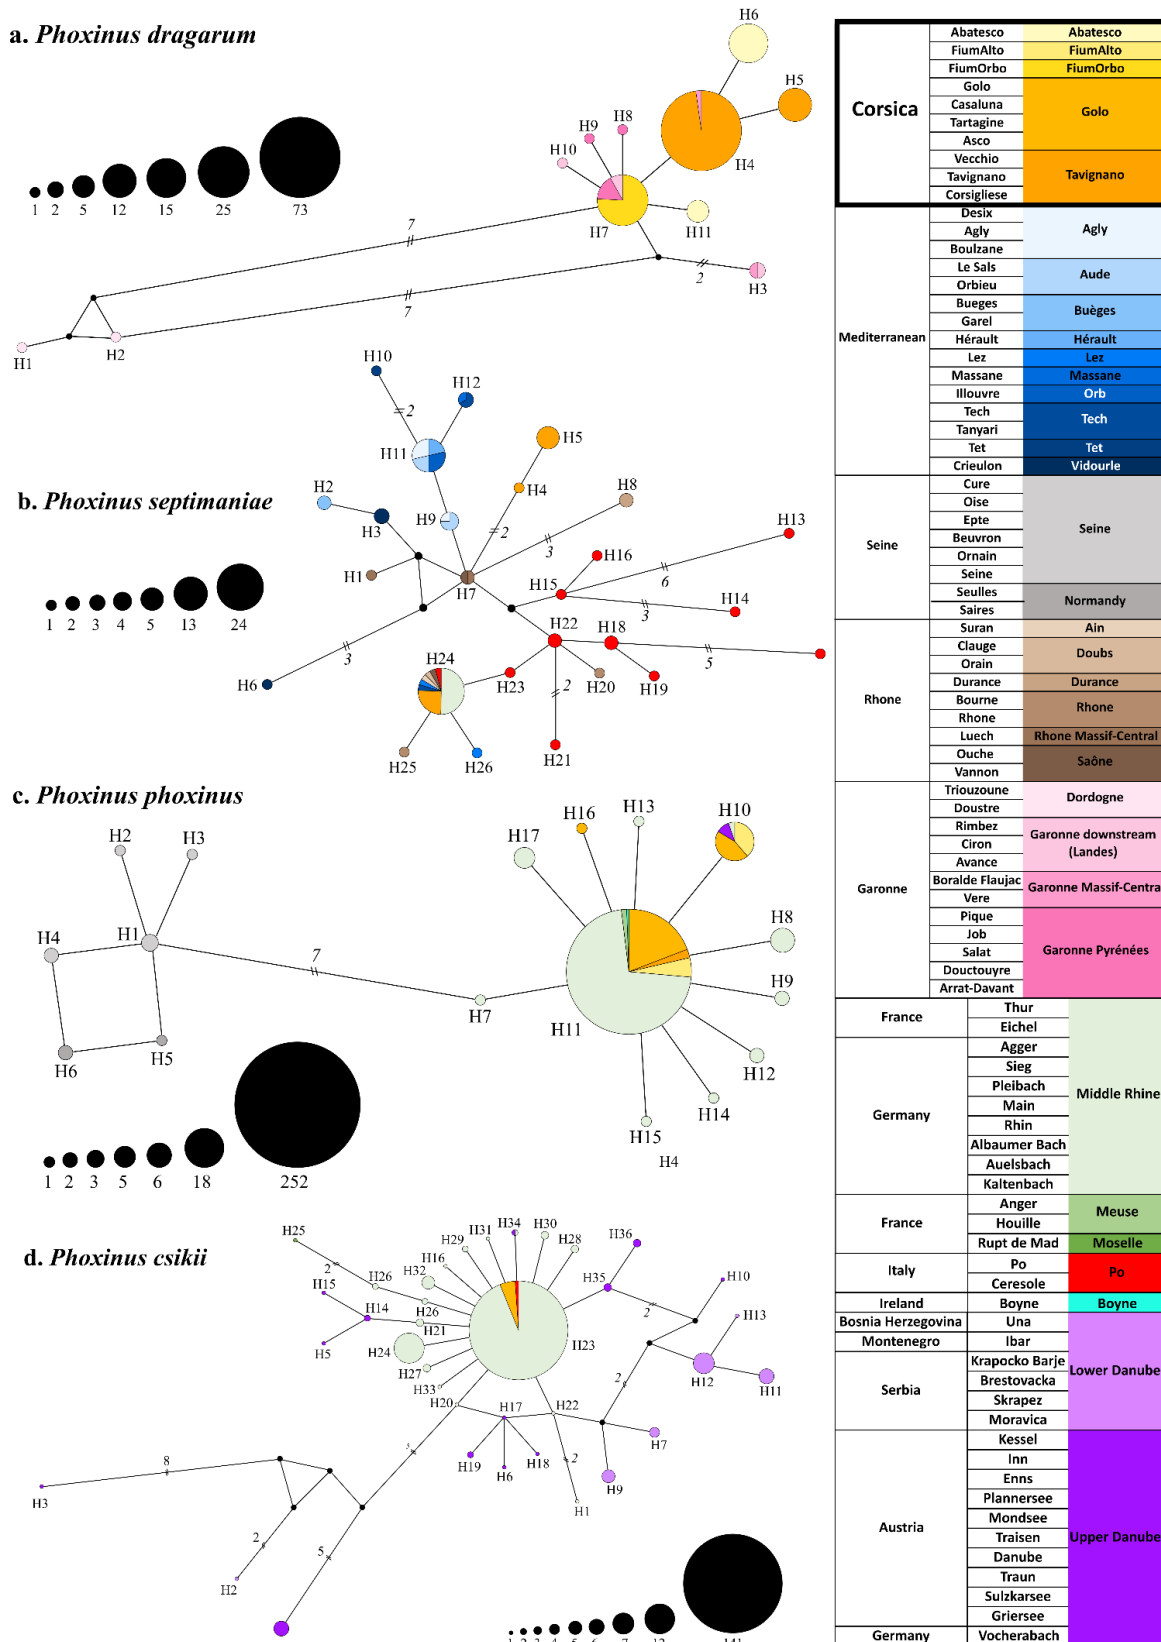 a. Phoxinus dragarum
H6
H5
H4
H8
H9
H10
H7
H11
H3
7
2
7
H1
H2
1 2 5 12 15 25 73
b. Phoxinus septimaniae
H10
H12
2
H11
H5
H4
H2
H3
H9
2
H8
3
H13
H1
H7
H16
H15
6
H14
3
H22
H18
5
3
H6
H24
H23
H20
H19
2
H25
H26
H21
1 2 3 4 5 13 24
c. Phoxinus phoxinus
H2
H3
H4
H1
H6
H5
7
H7
H17
H16
H13
H10
H8
H9
H11
H12
H14
H15
H4
1 2 3 5 6 18 252
d. Phoxinus csikii
H25
H29
H31
H34
H30
H28
H36
H16
2
H26
H32
H35
H10
H15
H14
H26
2
H13
H21
H5
H24
H23
H27
H12
H11
H33
2
H20
H17
H22
H7
H19
H6
H18
2
H9
H1
8
H3
2
5
H2
Corsica
Abatesco Abatesco
FiumAlto FiumAlto
FiumOrbo FiumOrbo
Golo
Casaluna
Tartagine
Asco
Golo
Vecchio
Tavignano
Corsigliese
Tavignano
Mediterranean
Desix
Agly
Boulzane
Agly
Le Sals
Orbieu
Aude
Bueges
Garel
Buèges
Hérault Hérault
Lez Lez
Massane Massane
Illouvre Orb
Tech
Tanyari
Tech
Tet Tet
Crieulon Vidourle
Seine
Cure
Oise
Epte
Beuvron
Ornain
Seine
Seine
Seulles
Saires
Normandy
Rhone
Suran Ain
Clauge
Orain
Doubs
Durance Durance
Bourne
Rhone
Rhone
Luech Rhone Massif-Central
Ouche
Vannon
Saône
Garonne
Triouzoune
Doustre
Dordogne
Rimbez
Ciron
Avance
Garonne downstream
(Landes)
Boralde Flaujac
Vere
Garonne Massif-Centra
Pique
Job
Salat
Douctouyre
Arrat-Davant
Garonne Pyrénées
France
Thur
Eichel
Germany
Agger
Sieg
Pleibach
Main
Rhin
Albaumer Bach
Auelsbach
Kaltenbach
Middle Rhine
France
Anger
Houille
Meuse
Rupt de Mad Moselle
Italy
Po
Ceresole
Po
Ireland Boyne Boyne
Bosnia Herzegovina Una
Montenegro Ibar
Serbia
Krapocko Barje
Brestovacka
Skrapez
Moravica
Lower Danube
Austria
Kessel
Inn
Enns
Plannersee
Mondsee
Traisen
Danube
Traun
Sulzkarsee
Griersee
Upper Danube
Germany Vocherabach